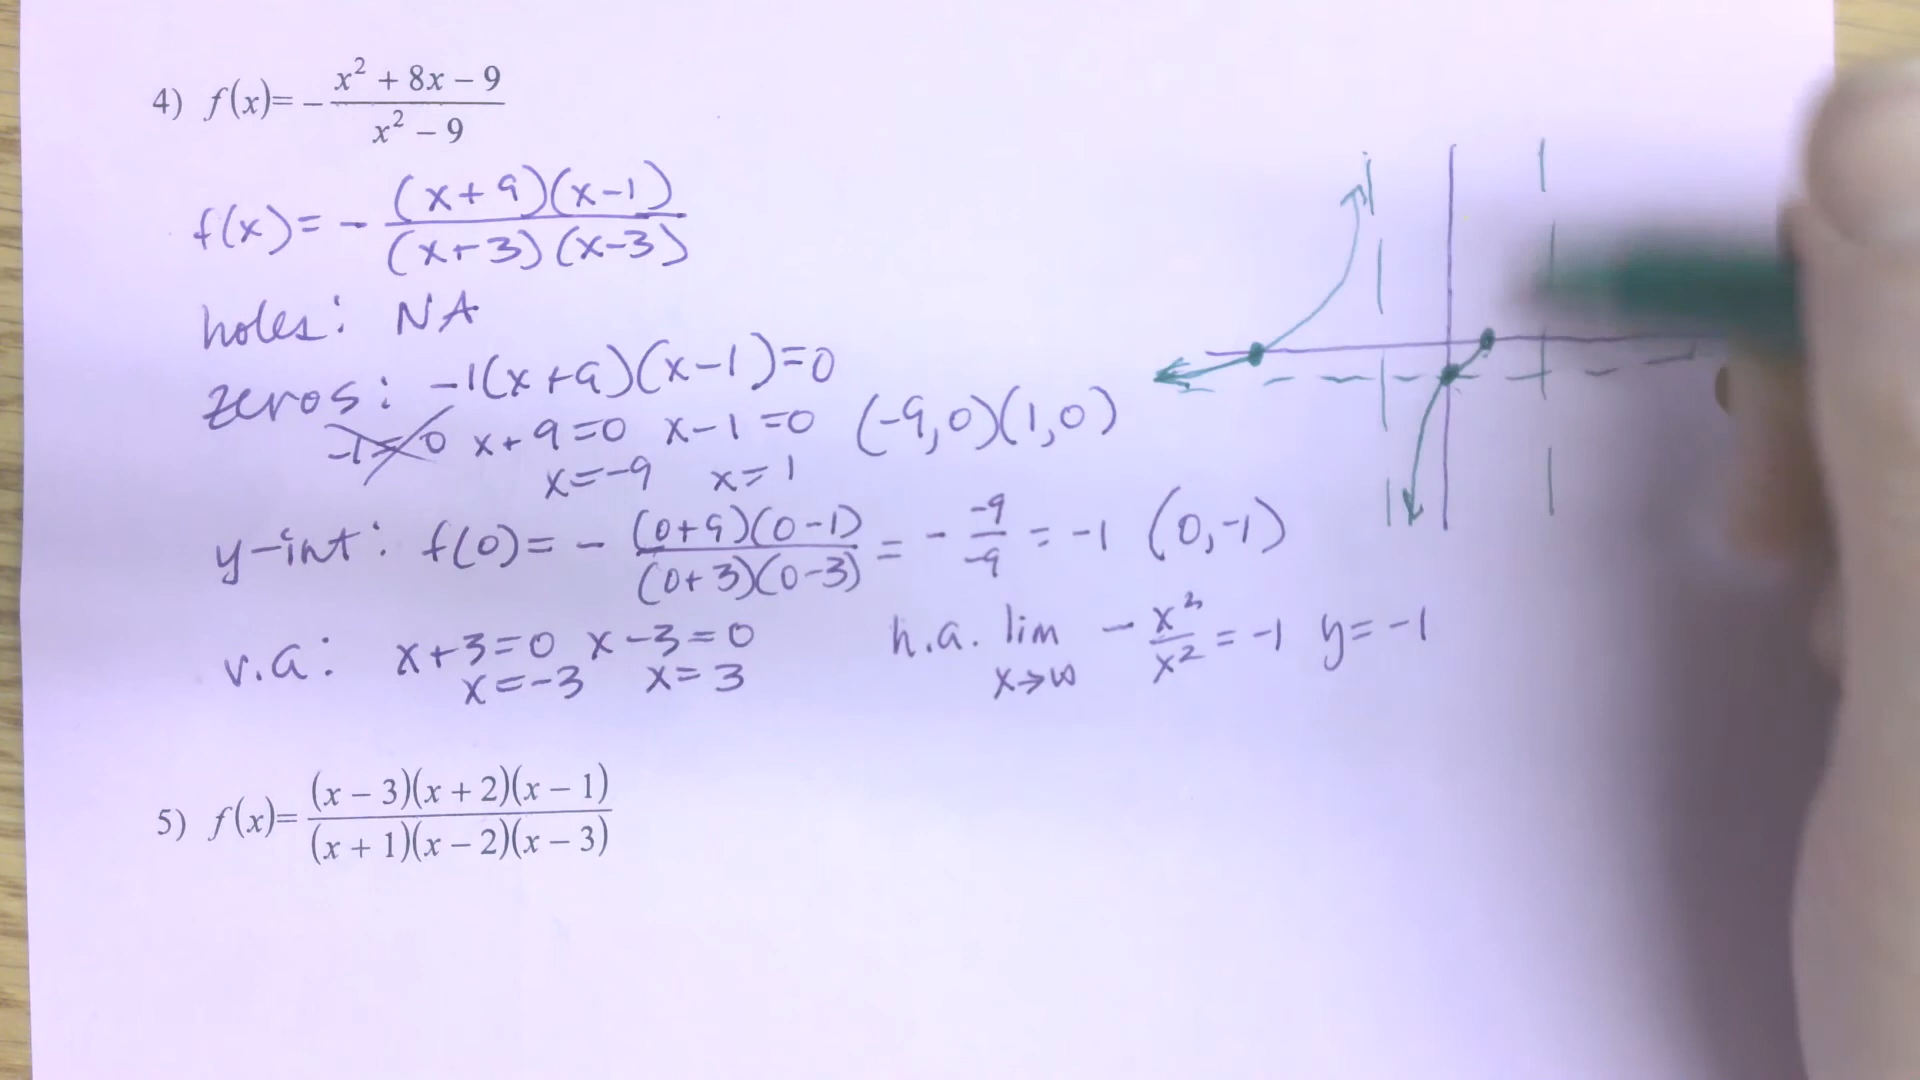 4) f(x)= − x² + 8x − 9 / x² − 9
f(x) = − (x+9)(x−1) / (x+3)(x−3)
holes: NA
zeros: −1(x+9)(x−1)=0
−1=0 x+9=0 x−1=0 (−9,0)(1,0)
x=−9 x=1
y-int: f(0) = − (0+9)(0−1) / (0+3)(0−3) = − −9 / −9 = −1 (0,−1)
v.a: x+3=0 x−3=0 h.a. lim − x² / x² = −1 y=−1
x=−3 x=3 x→∞
5) f(x)= (x − 3)(x + 2)(x − 1) / (x + 1)(x − 2)(x − 3)